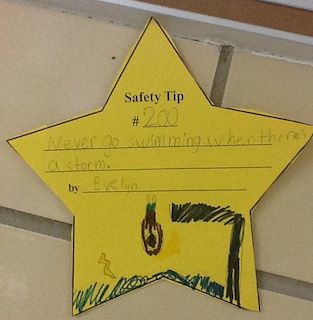 Safety Tip
# 200
Never go swimming when there's
a storm.
by Evelyn